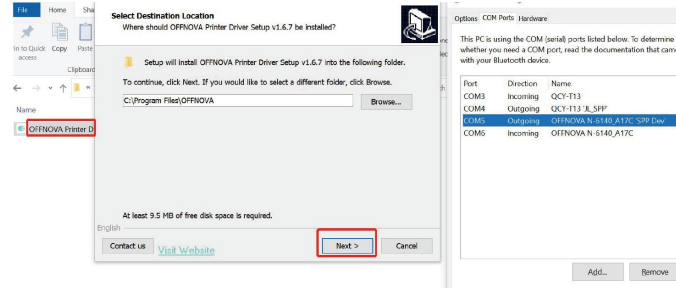 File
Home
Sha
in to Quick
access
Copy
Paste
Clipboard
Name
OFFNOVA Printer D
Select Destination Location
Where should OFFNOVA Printer Driver Setup v1.6.7 be installed?
Setup will install OFFNOVA Printer Driver Setup v1.6.7 into the following folder.
To continue, click Next. If you would like to select a different folder, click Browse.
C:\Program Files\OFFNOVA
Browse...
At least 9.5 MB of free disk space is required.
English
Contact us
Visit Website
Next >
Cancel
Options COM Ports Hardware
This PC is using the COM (serial) ports listed below. To determine
whether you need a COM port, read the documentation that cam
with your Bluetooth device.
Port Direction Name
COM3 Incoming QCY-T13
COM4 Outgoing QCY-T13 'JL_SPP'
COM5 Outgoing OFFNOVA N-6140_A17C 'SPP Dev'
COM6 Incoming OFFNOVA N-6140_A17C
Add...
Remove